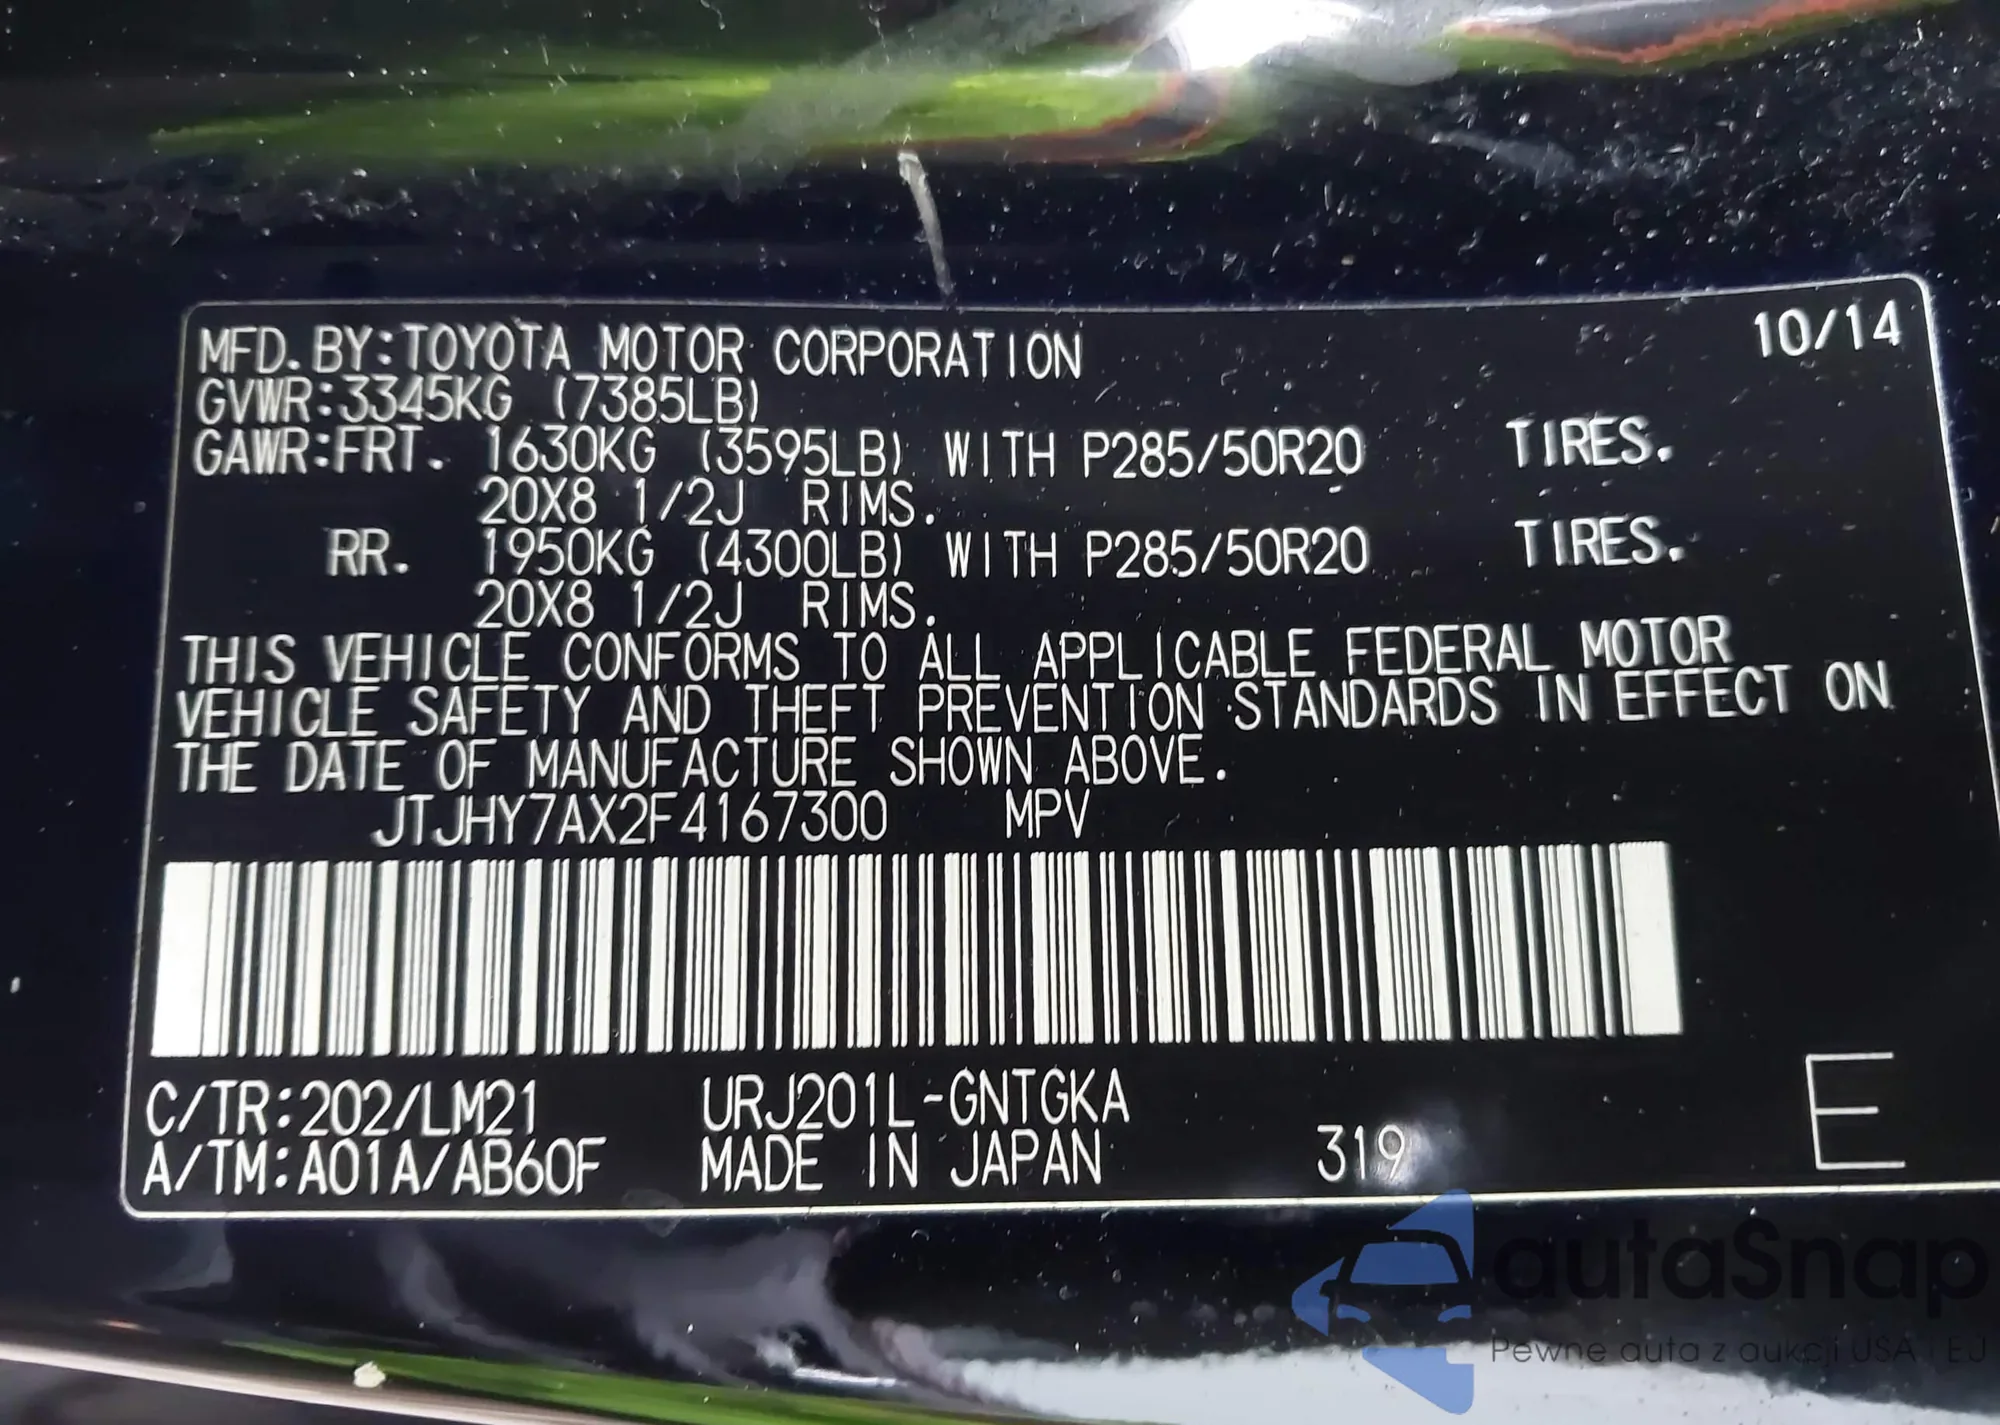 MFD. BY: TOYOTA MOTOR CORPORATION 10/14
GVWR: 3345KG (7385LB)
GAWR: FRT. 1630KG (3595LB) WITH P285/50R20 TIRES.
20X8 1/2J RIMS.
RR. 1950KG (4300LB) WITH P285/50R20 TIRES.
20X8 1/2J RIMS.
THIS VEHICLE CONFORMS TO ALL APPLICABLE FEDERAL MOTOR
VEHICLE SAFETY AND THEFT PREVENTION STANDARDS IN EFFECT ON
THE DATE OF MANUFACTURE SHOWN ABOVE.
JTJHY7AX2F4167300 MPV
C/TR: 202/LM21 URJ201L-GNTGKA
A/TM: A01A/AB60F MADE IN JAPAN 319 E
autaSnap
Pewne auta z aukcji USA i EU